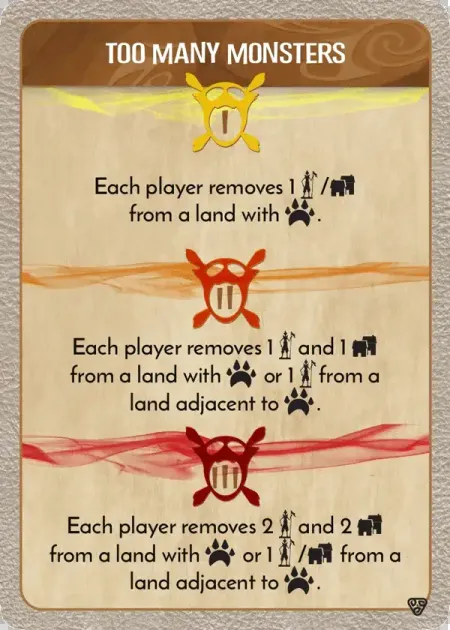 TOO MANY MONSTERS
I
Each player removes 1 /
from a land with .
II
Each player removes 1 and 1
from a land with or 1 from a
land adjacent to .
III
Each player removes 2 and 2
from a land with or 1 / from a
land adjacent to .